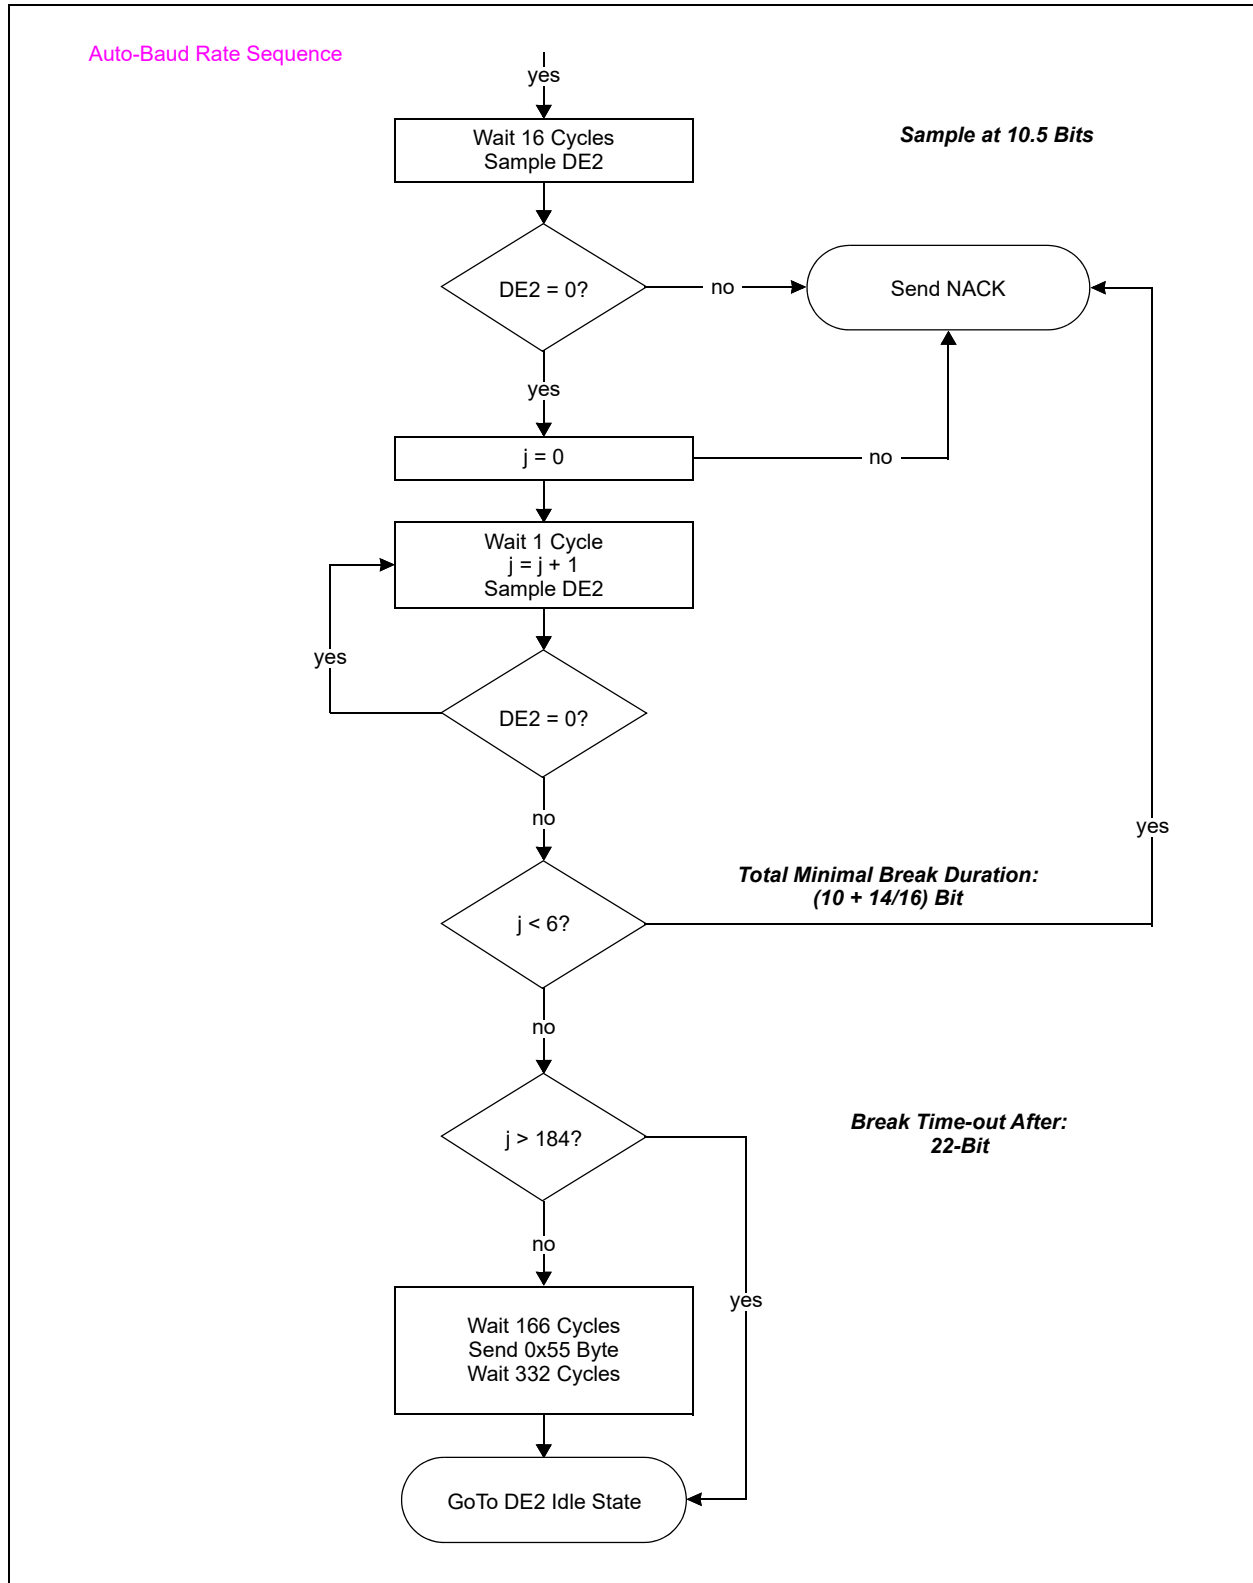 Auto-Baud Rate Sequence
yes
Wait 16 Cycles
Sample DE2
Sample at 10.5 Bits
DE2 = 0?
no
Send NACK
yes
j = 0
no
Wait 1 Cycle
j = j + 1
Sample DE2
yes
DE2 = 0?
no
yes
Total Minimal Break Duration:
(10 + 14/16) Bit
j < 6?
no
j > 184?
Break Time-out After:
22-Bit
no
yes
Wait 166 Cycles
Send 0x55 Byte
Wait 332 Cycles
GoTo DE2 Idle State